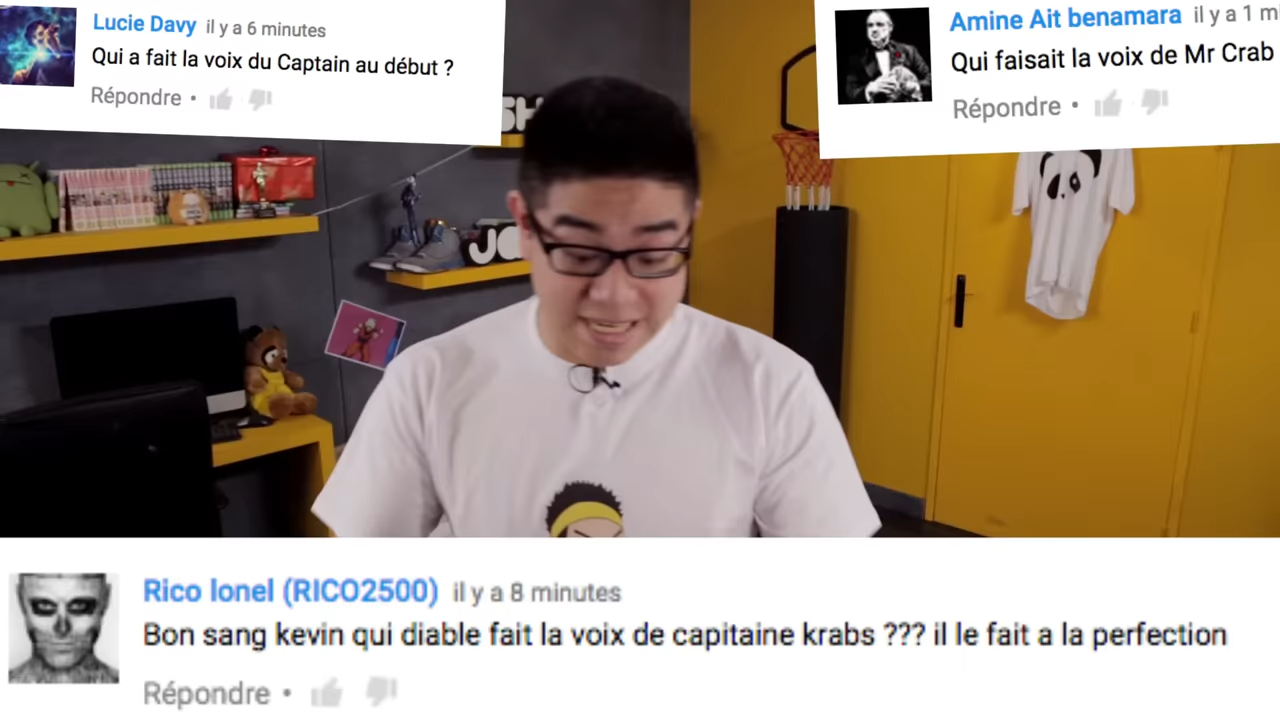 Lucie Davy il y a 6 minutes
Qui a fait la voix du Captain au début ?
Répondre •
Amine Ait benamara il y a 1 m
Qui faisait la voix de Mr Crab
Répondre •
SH
JO
Rico Ionel (RICO2500) il y a 8 minutes
Bon sang kevin qui diable fait la voix de capitaine krabs ??? il le fait a la perfection
Répondre •